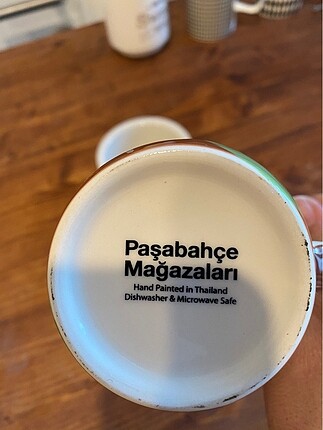 Paşabahçe
Mağazaları
Hand Painted in Thailand
Dishwasher & Microwave Safe